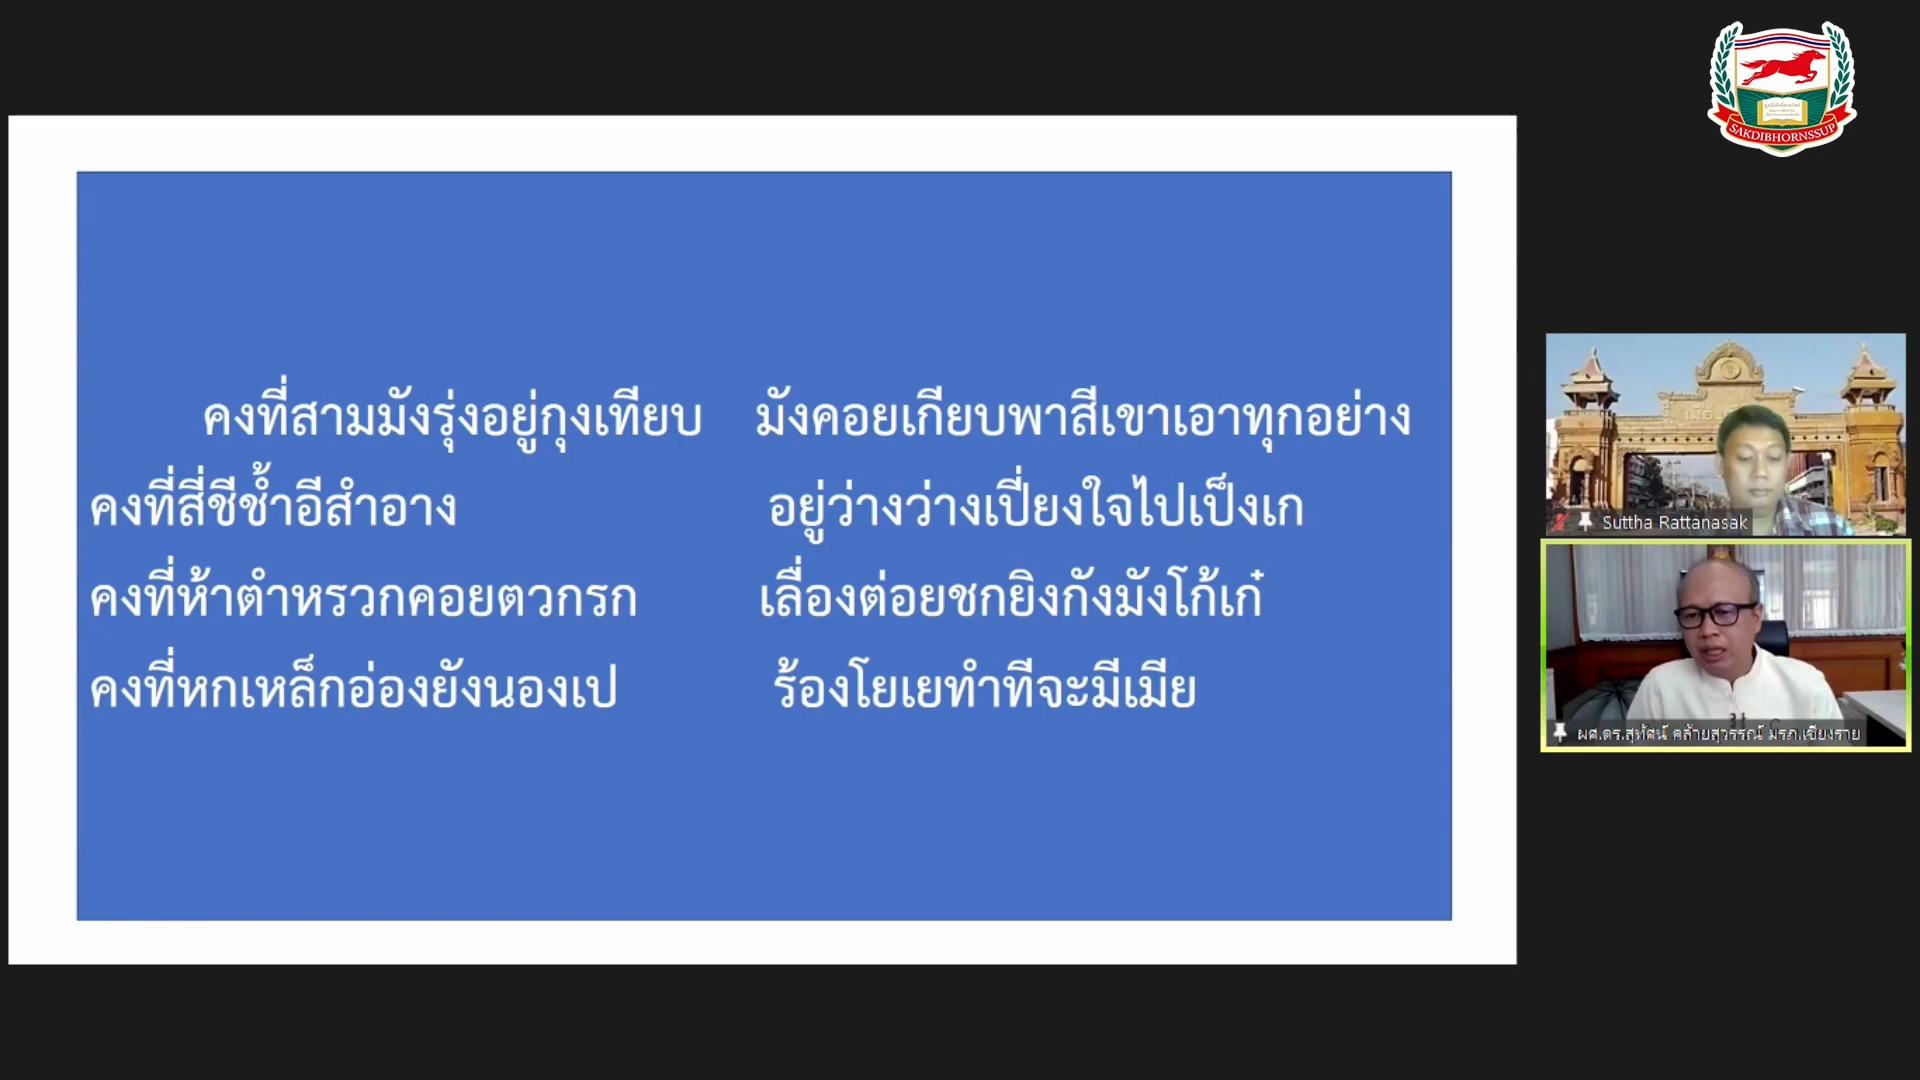 SAKDIBHORNSSUP
คงที่สามมังรุ่งอยู่กุงเทียบ มังคอยเกียบพาสีเขาเอาทุกอย่าง
คงที่สี่ชีช้ำอีสำอาง อยู่ว่างว่างเปี่ยงใจไปเป็งเก
คงที่ห้าตำหรวกคอยตวกรก เลื่องต่อยชกยิงกังมังโก้เก๋
คงที่หกเหล็กอ่องยังนองเป ร้องโยเยทำทีจะมีเมีย
Suttha Rattanasak
ผศ.ดร.สุทัศน์ คล้ายสุวรรณ์ มรภ.เชียงราย